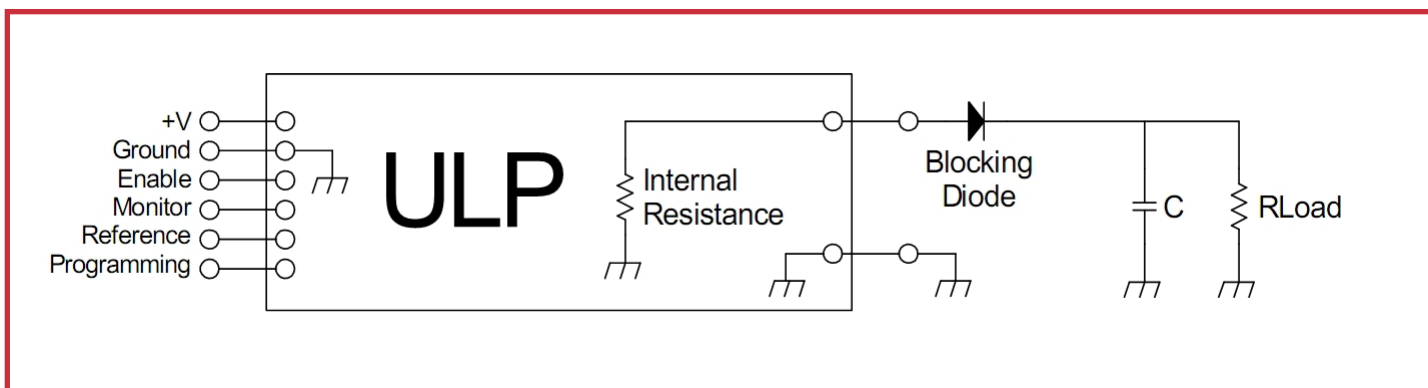 +V
Ground
Enable
Monitor
Reference
Programming
ULP
Internal
Resistance
Blocking
Diode
C
RLoad